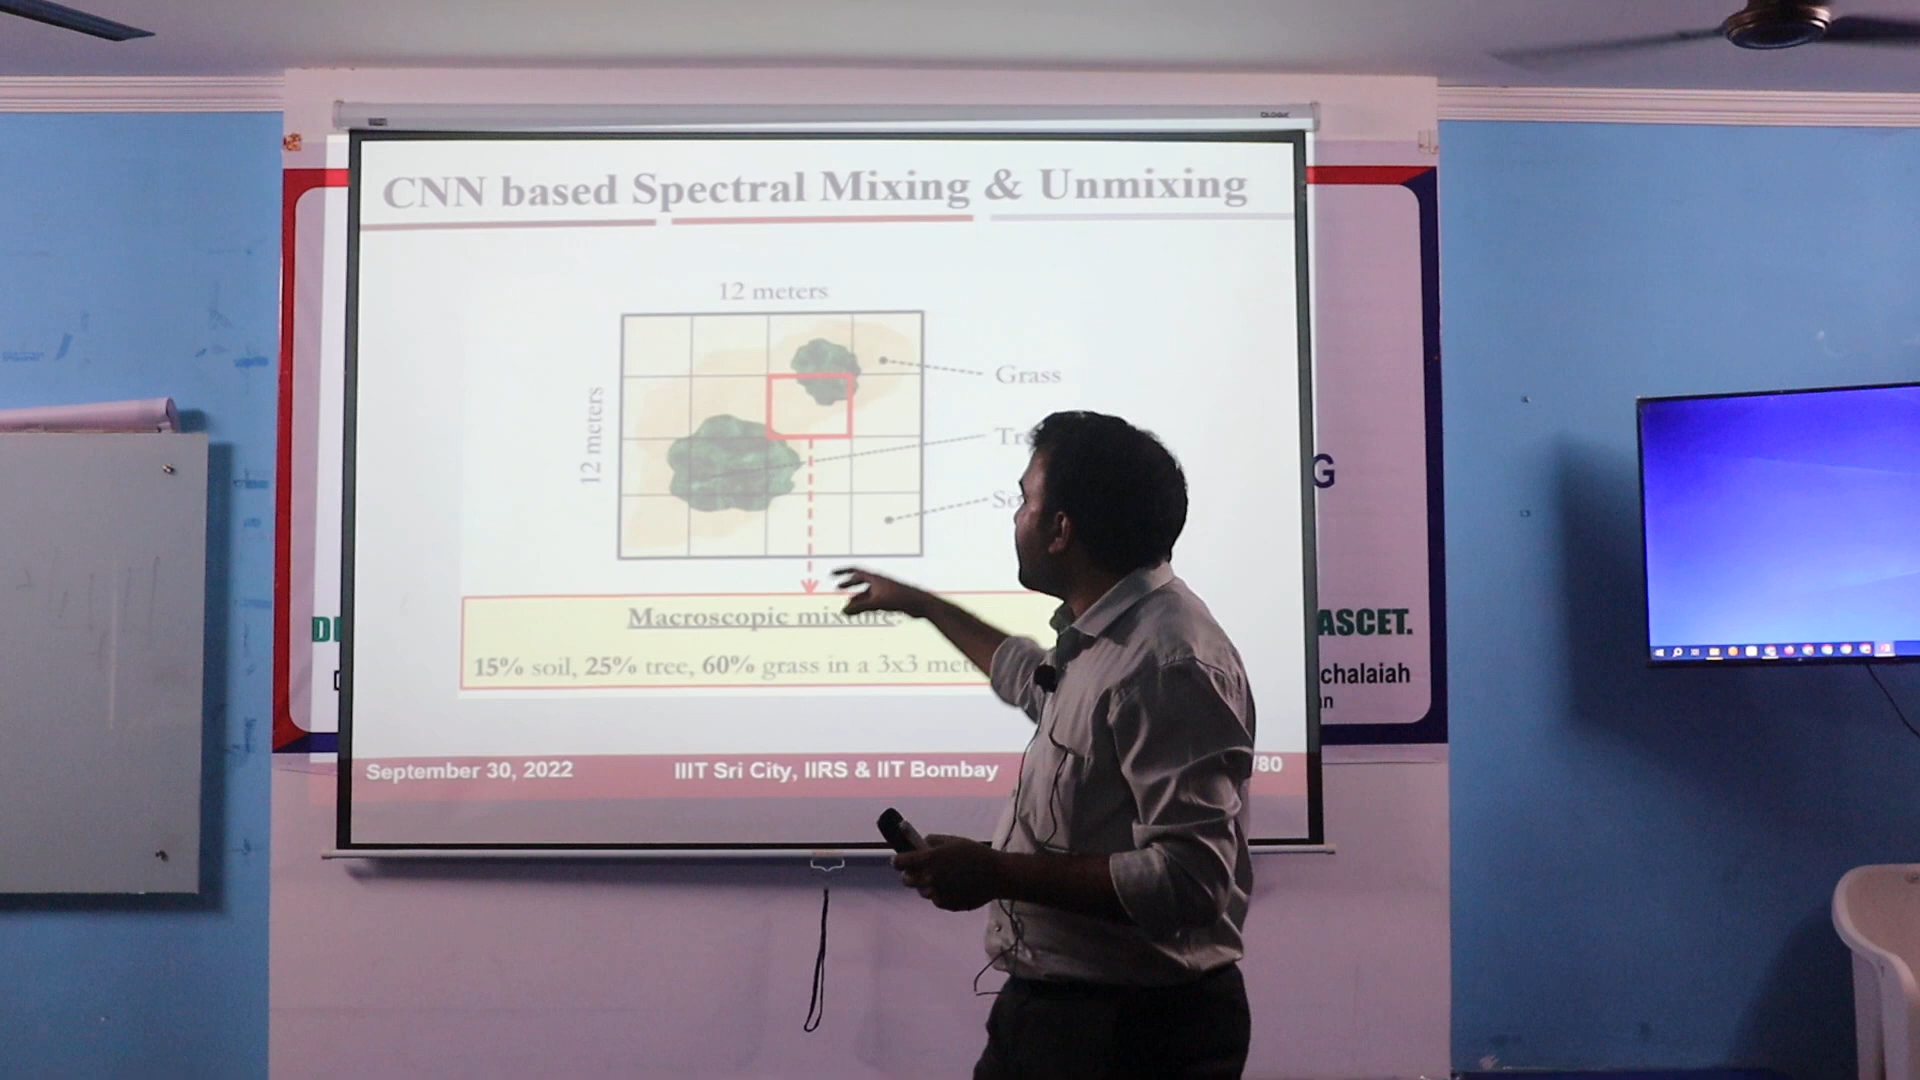 CNN based Spectral Mixing & Unmixing
12 meters
12 meters
Grass
Macroscopic mixture:
15% soil, 25% tree, 60% grass in a 3x3
September 30, 2022
IIIT Sri City, IIRS & IIT Bombay
/80
G
ASCET.
chalaiah